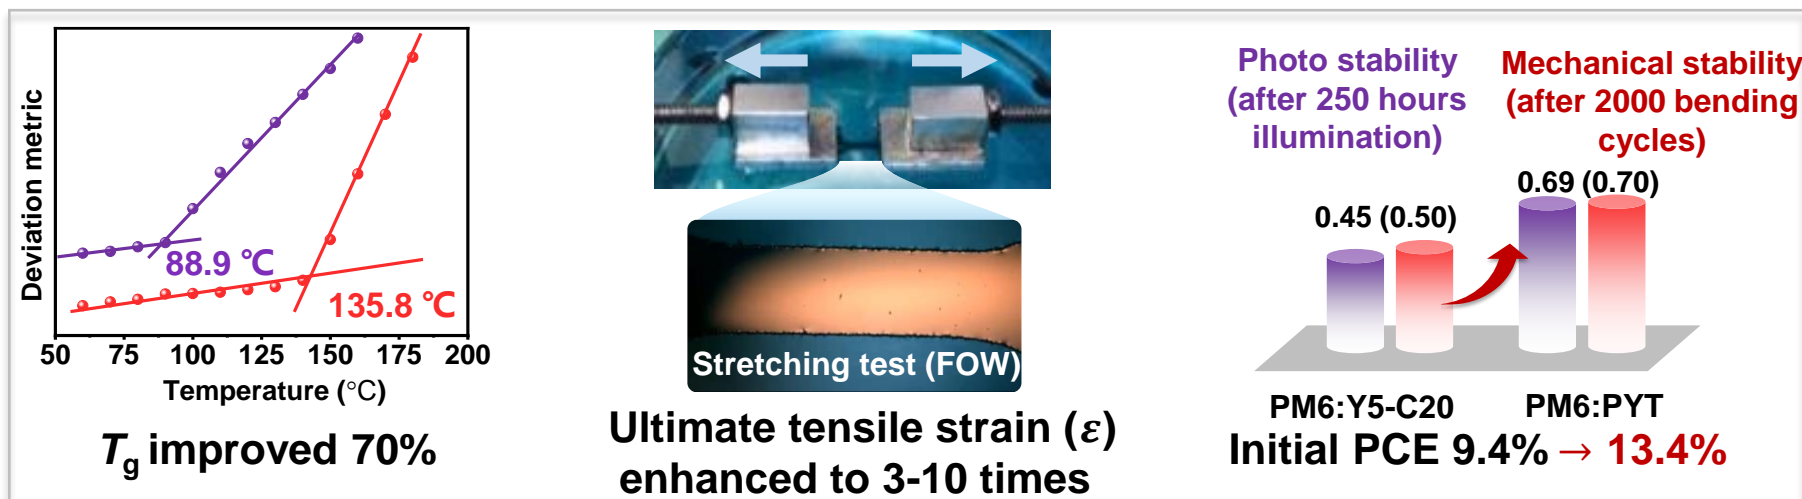 Deviation metric
88.9 ℃
135.8 ℃
50 75 100 125 150 175 200
Temperature (°C)
Tg improved 70%
Stretching test (FOW)
Ultimate tensile strain (ε)
enhanced to 3-10 times
Photo stability
(after 250 hours
illumination)
Mechanical stability
(after 2000 bending
cycles)
0.45 (0.50)
0.69 (0.70)
PM6:Y5-C20
PM6:PYT
Initial PCE 9.4% → 13.4%